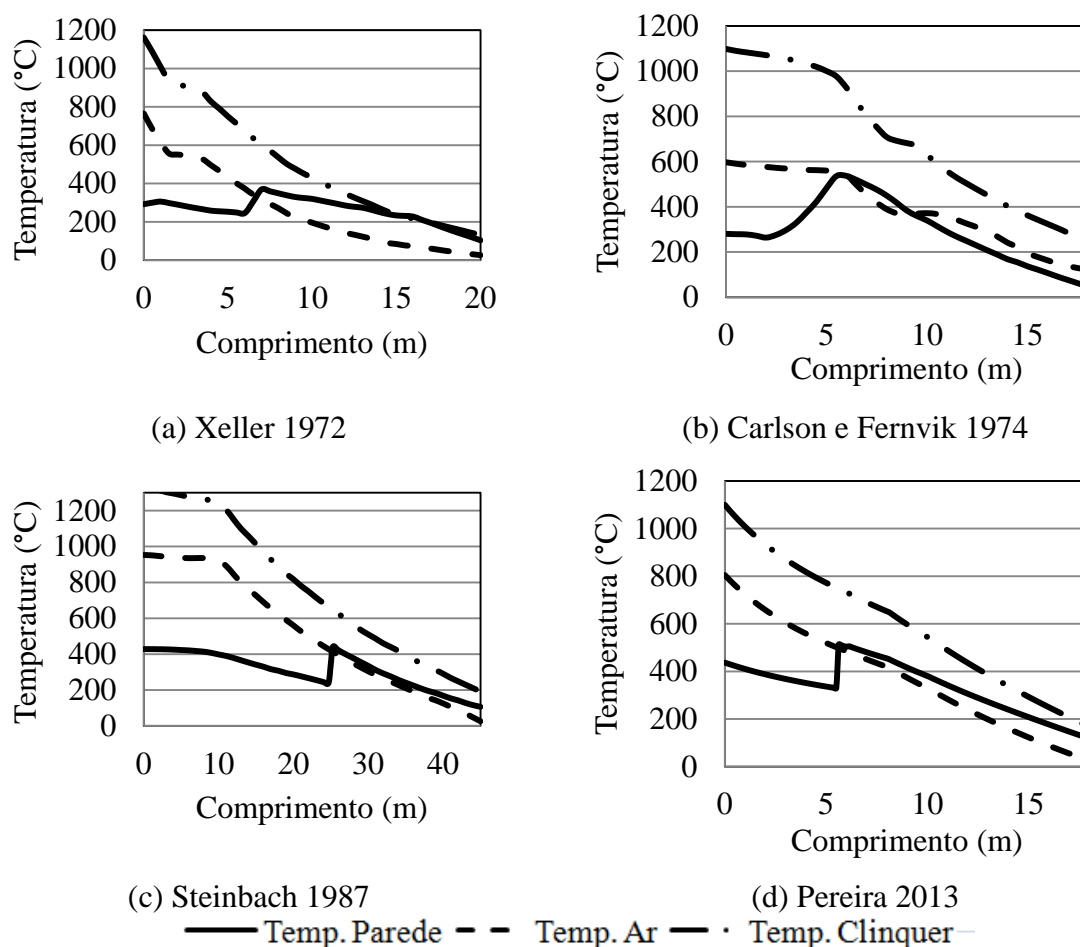 1200
1000
800
600
400
200
0
Temperatura (°C)
0 5 10 15 20
Comprimento (m)
(a) Xeller 1972
1200
1000
800
600
400
200
0
Temperatura (°C)
0 5 10 15
Comprimento (m)
(b) Carlson e Fernvik 1974
1200
1000
800
600
400
200
0
Temperatura (°C)
0 10 20 30 40
Comprimento (m)
(c) Steinbach 1987
1200
1000
800
600
400
200
0
Temperatura (°C)
0 5 10 15
Comprimento (m)
(d) Pereira 2013
Temp. Parede Temp. Ar Temp. Clinquer